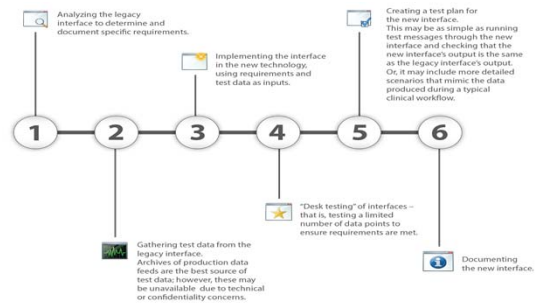 Analyzing the legacy
interface to determine and
document specific requirements.
Implementing the interface
in the new technology,
using requirements and
test data as inputs.
Creating a test plan for
the new interface.
This may be as simple as running
test messages through the new
interface and checking that the
new interface's output is the same
as the legacy interface's output.
Or, it may include more detailed
scenarios that mimic the data
produced during a typical
clinical workflow.
1 2 3 4 5 6
Gathering test data from the
legacy interface.
Archives of production data
feeds are the best source of
test data; however, these may
be unavailable due to technical
or confidentiality concerns.
"Desk testing" of interfaces –
that is, testing a limited
number of data points to
ensure requirements are met.
Documenting
the new interface.